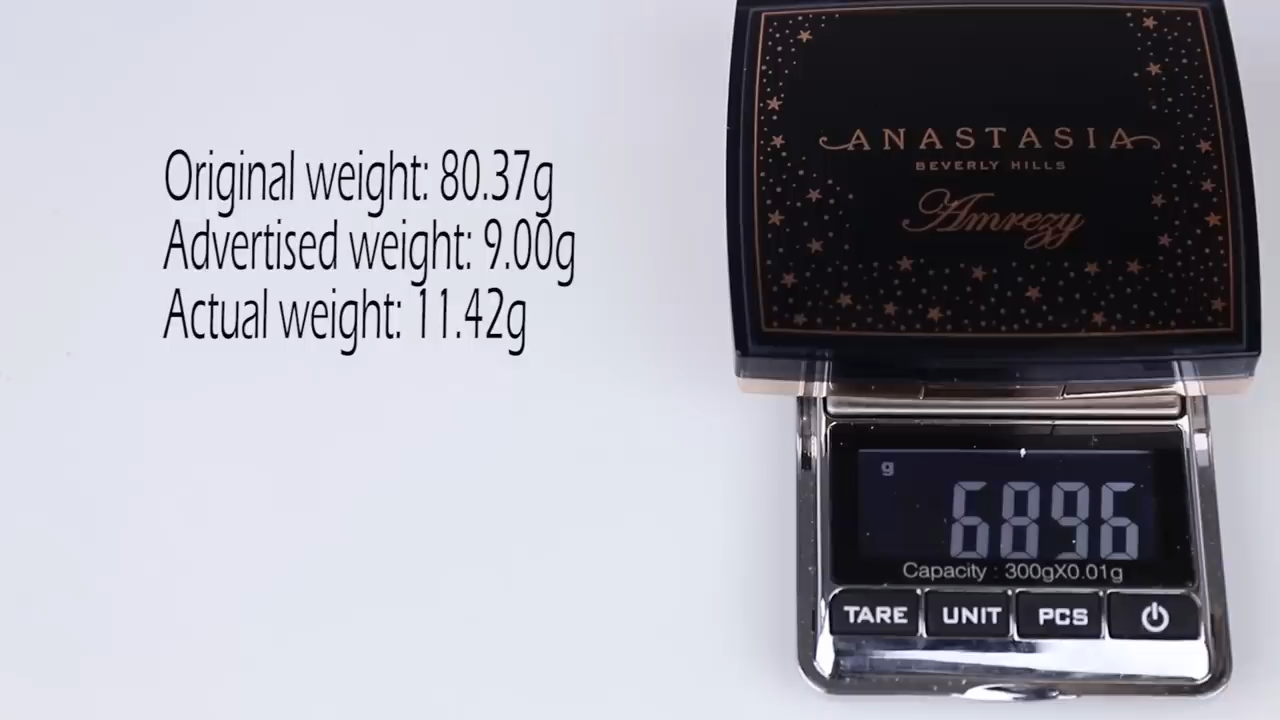 Original weight: 80.37g
Advertised weight: 9.00g
Actual weight: 11.42g
ANASTASIA
BEVERLY HILLS
Amrezy
g
6896
Capacity : 300gX0.01g
TARE UNIT PCS